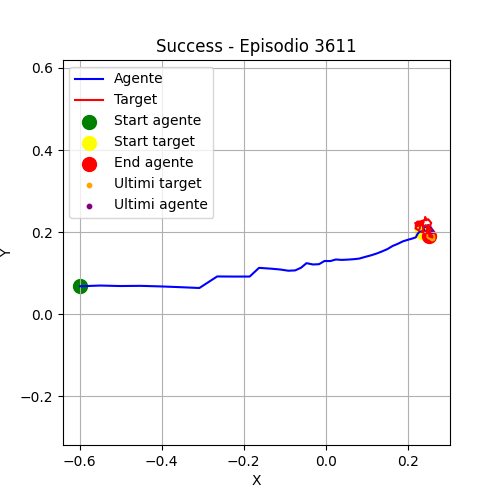 Success - Episodio 3611
Agente
Target
Start agente
Start target
End agente
Ultimi target
Ultimi agente
0.6
0.4
0.2
0.0
−0.2
Y
−0.6
−0.4
−0.2
0.0
0.2
X